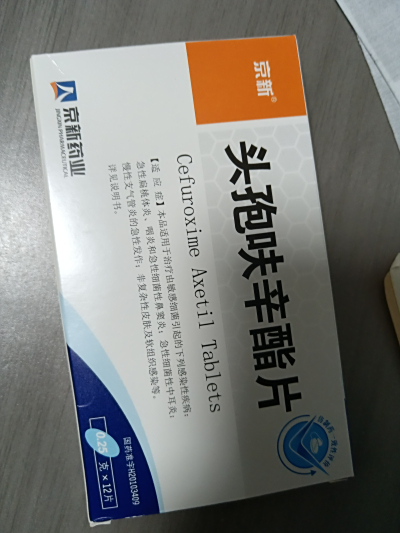 京新®
头孢呋辛酯片
Cefuroxime Axetil Tablets
【适应症】本品适用于治疗由敏感细菌引起的下列感染性疾病:
急性扁桃体炎、咽炎和急性细菌性鼻窦炎;急性细菌性中耳炎;
慢性支气管炎的急性发作;非复杂性皮肤及软组织感染等。
详见说明书。
京新药业
JINGXIN PHARMACEUTICAL
国药准字H20103409
0.25克×12片